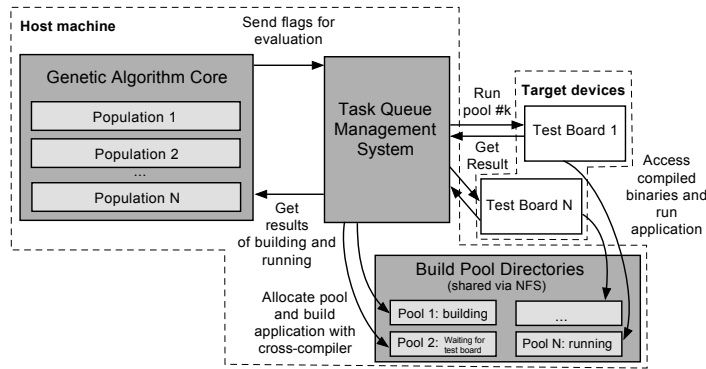 Host machine
Send flags for
evaluation
Genetic Algorithm Core
Population 1
Population 2
...
Population N
Task Queue
Management
System
Get
results
of building and
running
Run
pool #k
Get
Result
Target devices
Test Board 1
Test Board N
Access
compiled
binaries and
run
application
Allocate pool
and build
application with
cross-compiler
Build Pool Directories
(shared via NFS)
Pool 1: building
...
Pool 2: Waiting for
test board
Pool N: running